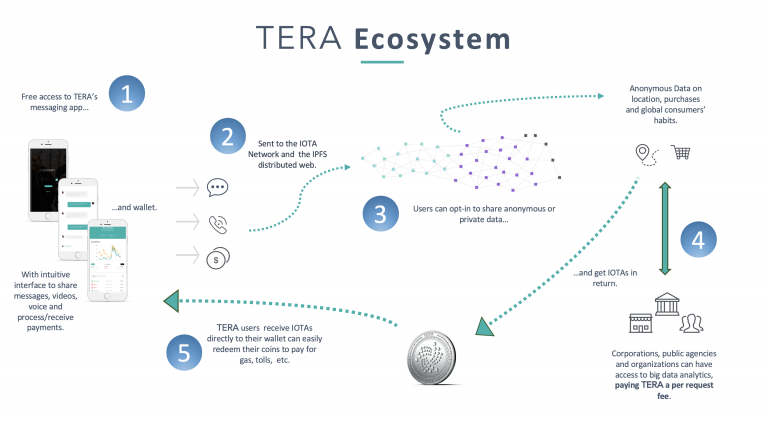 TERA Ecosystem
Free access to TERA's
messaging app...
1
...and wallet.
With intuitive
interface to share
messages, videos,
voice and
process/receive
payments.
2
Sent to the IOTA
Network and the IPFS
distributed web.
$
3
Users can opt-in to share anonymous or
private data...
Anonymous Data on
location, purchases
and global consumers'
habits.
4
...and get IOTAs in
return.
Corporations, public agencies
and organizations can have
access to big data analytics,
paying TERA a per request
fee.
5
TERA users receive IOTAs
directly to their wallet can easily
redeem their coins to pay for
gas, tolls, etc.